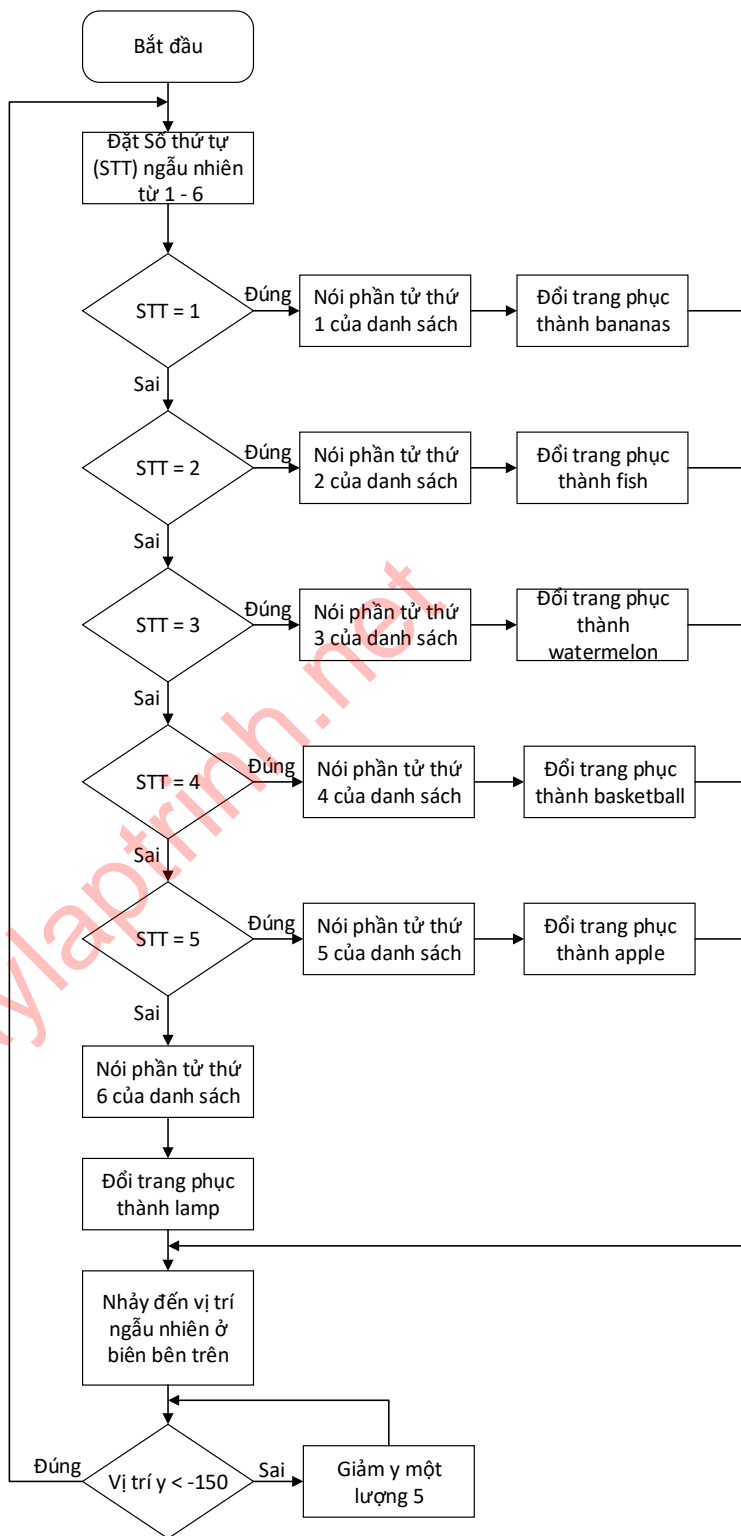 Bắt đầu
Đặt Số thứ tự
(STT) ngẫu nhiên
từ 1 - 6
STT = 1
Đúng
Nói phần tử thứ
1 của danh sách
Đổi trang phục
thành bananas
Sai
STT = 2
Đúng
Nói phần tử thứ
2 của danh sách
Đổi trang phục
thành fish
Sai
STT = 3
Đúng
Nói phần tử thứ
3 của danh sách
Đổi trang phục
thành
watermelon
Sai
STT = 4
Đúng
Nói phần tử thứ
4 của danh sách
Đổi trang phục
thành basketball
Sai
STT = 5
Đúng
Nói phần tử thứ
5 của danh sách
Đổi trang phục
thành apple
Sai
Nói phần tử thứ
6 của danh sách
Đổi trang phục
thành lamp
Nhảy đến vị trí
ngẫu nhiên ở
biên bên trên
Đúng
Vị trí y < -150
Sai
Giảm y một
lượng 5
ylaptrinh.net